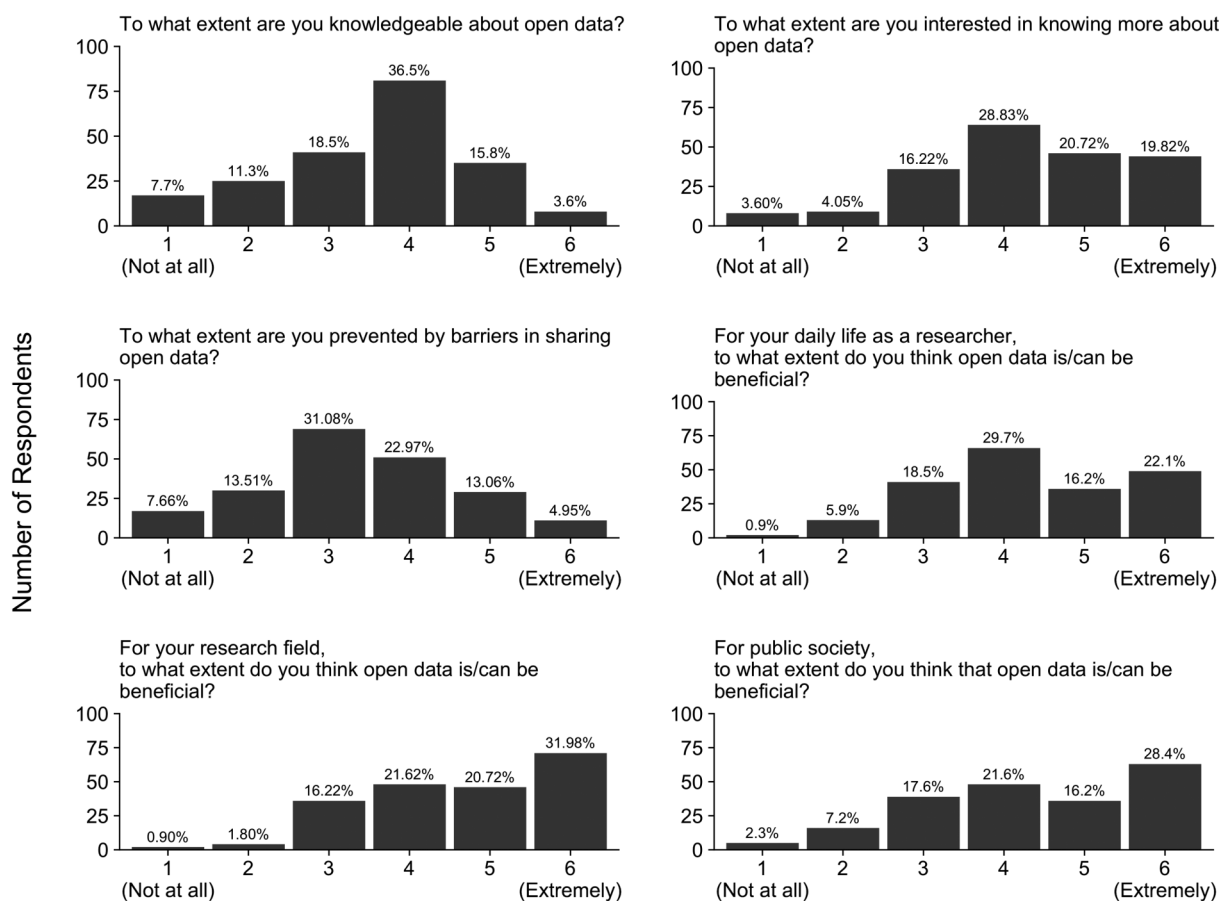 Number of Respondents
To what extent are you knowledgeable about open data?
100
75
50
25
0
7.7%
11.3%
18.5%
36.5%
15.8%
3.6%
1 2 3 4 5 6
(Not at all) (Extremely)
To what extent are you interested in knowing more about
open data?
100
75
50
25
0
3.60%
4.05%
16.22%
28.83%
20.72%
19.82%
1 2 3 4 5 6
(Not at all) (Extremely)
To what extent are you prevented by barriers in sharing
open data?
100
75
50
25
0
7.66%
13.51%
31.08%
22.97%
13.06%
4.95%
1 2 3 4 5 6
(Not at all) (Extremely)
For your daily life as a researcher,
to what extent do you think open data is/can be
beneficial?
100
75
50
25
0
0.9%
5.9%
18.5%
29.7%
16.2%
22.1%
1 2 3 4 5 6
(Not at all) (Extremely)
For your research field,
to what extent do you think open data is/can be
beneficial?
100
75
50
25
0
0.90%
1.80%
16.22%
21.62%
20.72%
31.98%
1 2 3 4 5 6
(Not at all) (Extremely)
For public society,
to what extent do you think that open data is/can be
beneficial?
100
75
50
25
0
2.3%
7.2%
17.6%
21.6%
16.2%
28.4%
1 2 3 4 5 6
(Not at all) (Extremely)